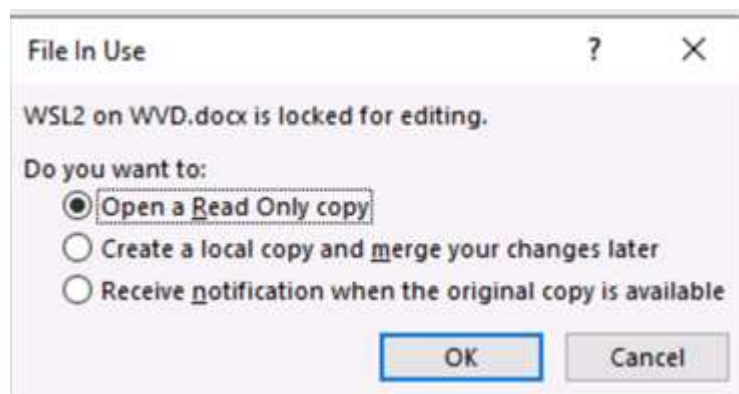 File In Use ? ×
WSL2 on WVD.docx is locked for editing.
Do you want to:
Open a Read Only copy
Create a local copy and merge your changes later
Receive notification when the original copy is available
OK Cancel